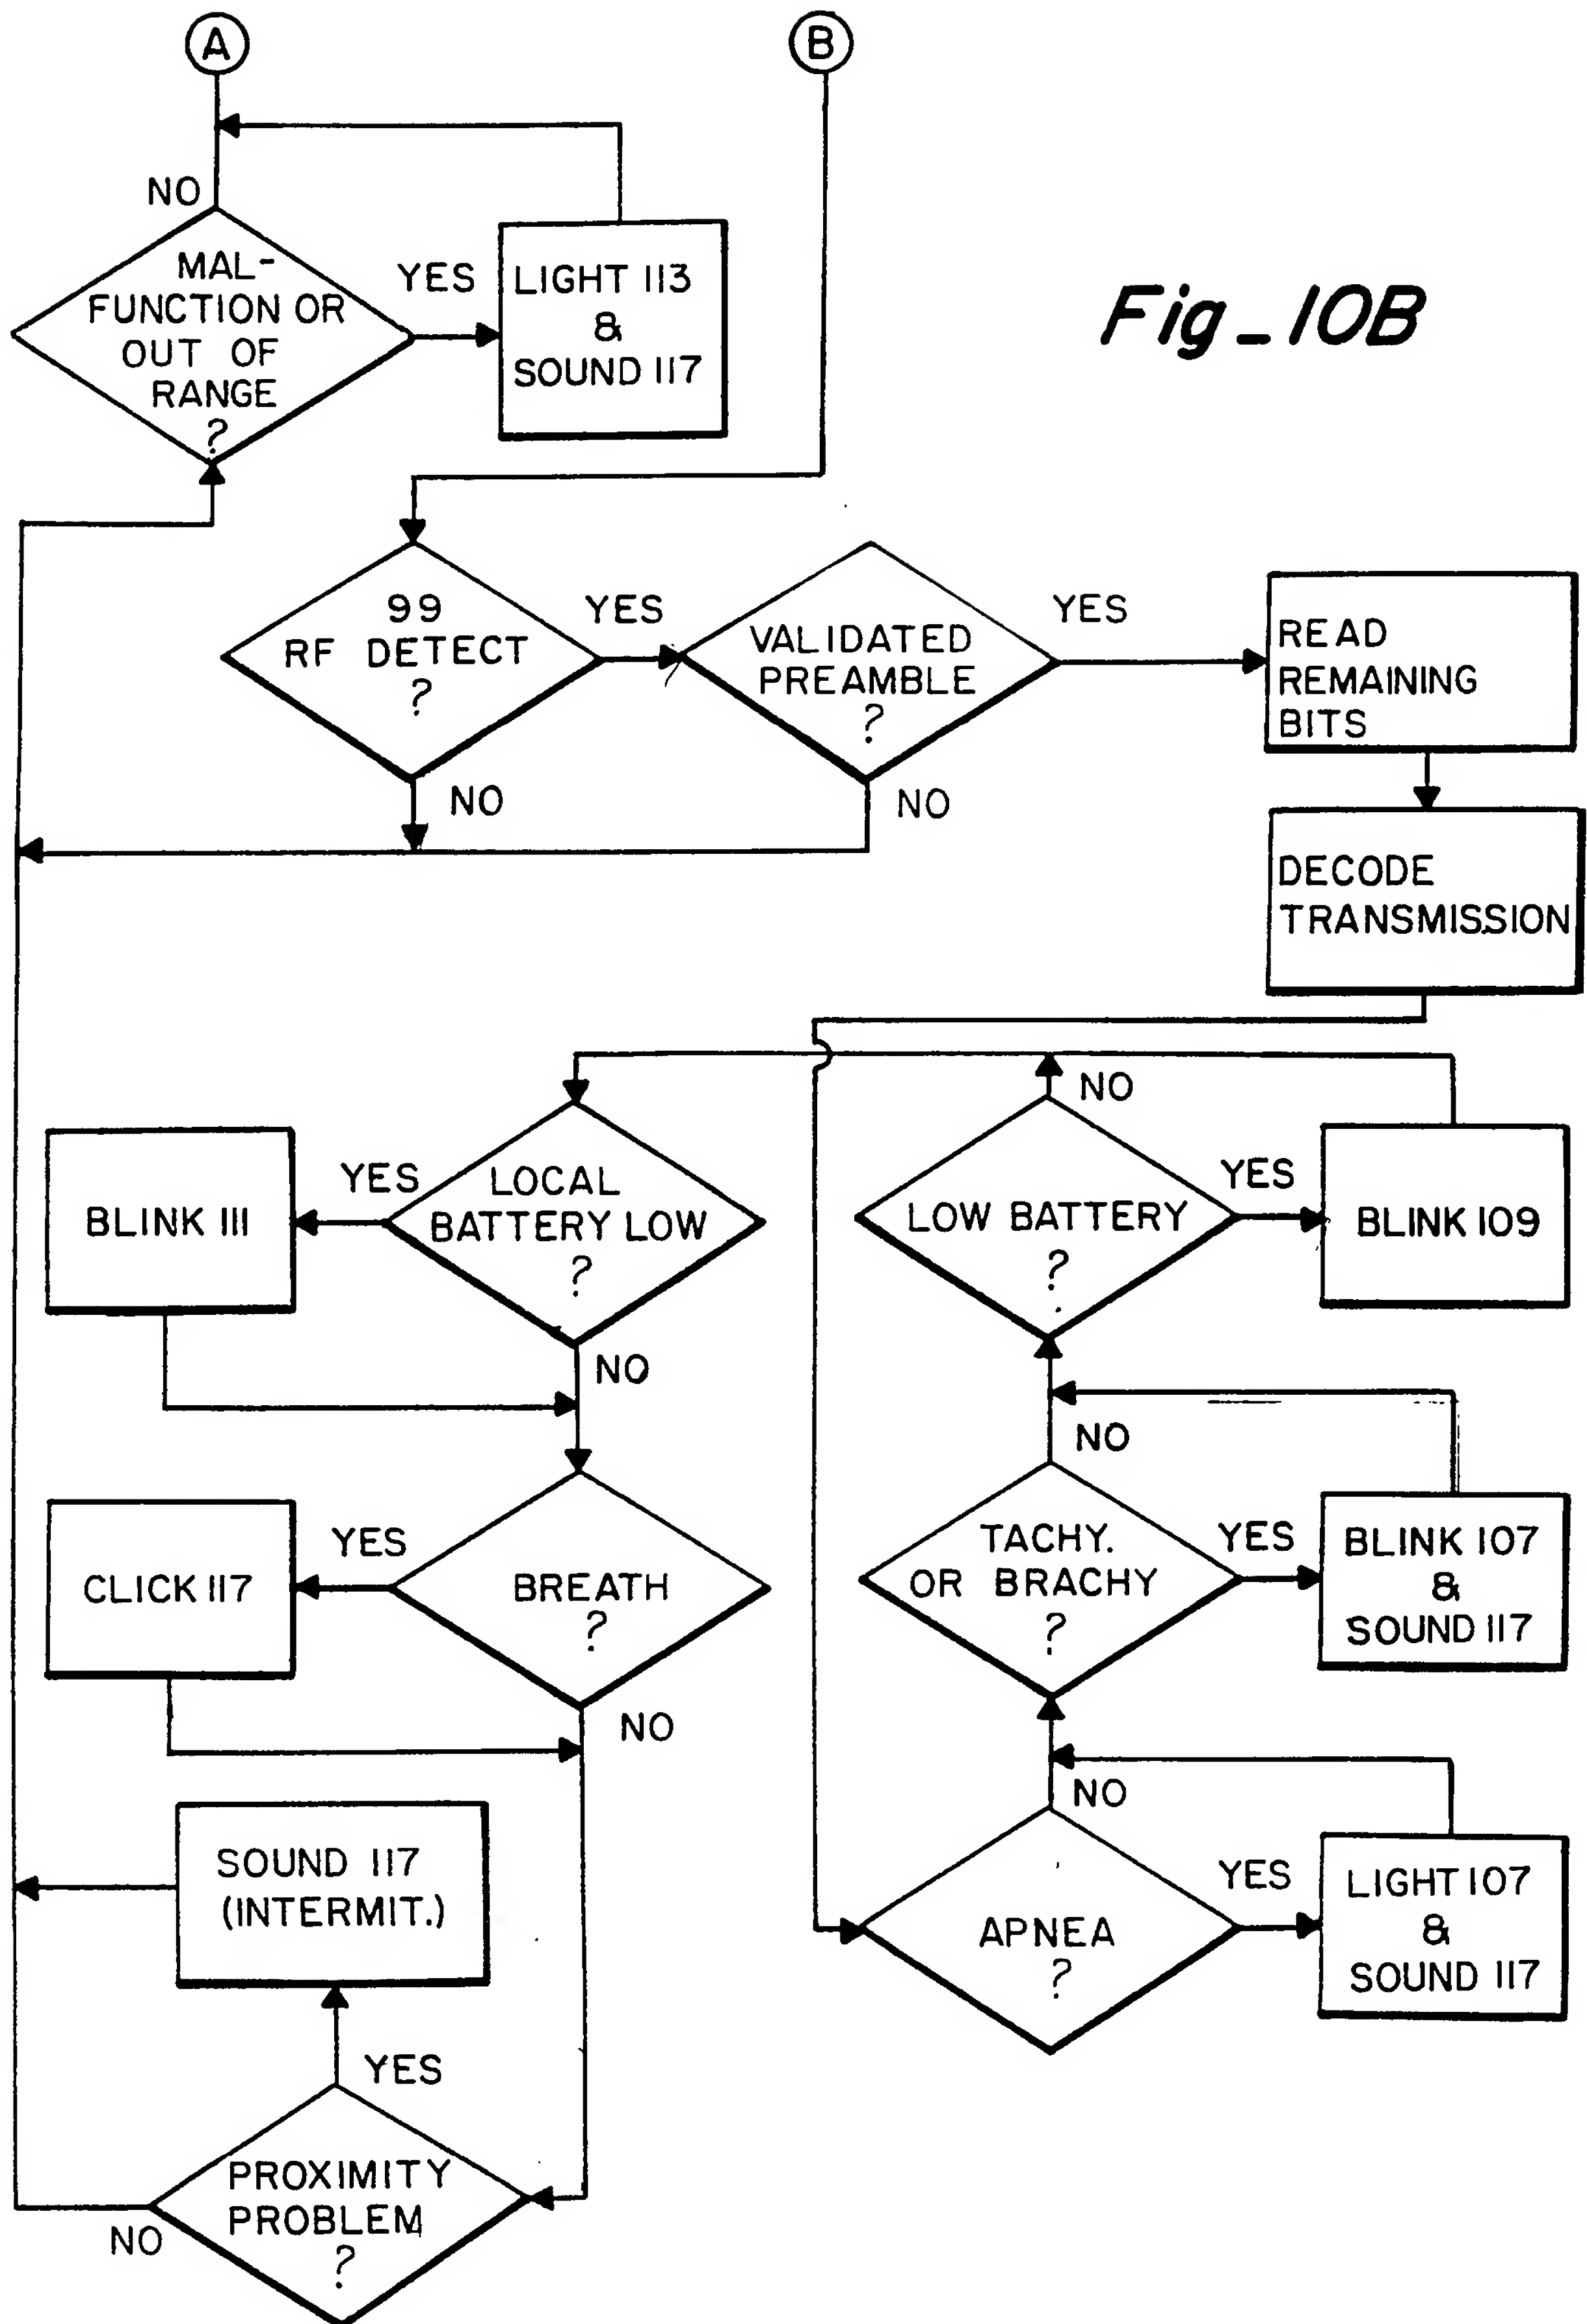 A
B
NO
MAL-
FUNCTION OR
OUT OF
RANGE
?
YES
LIGHT 113
&
SOUND 117
Fig_10B
99
RF DETECT
?
YES
NO
VALIDATED
PREAMBLE
?
YES
NO
READ
REMAINING
BITS
DECODE
TRANSMISSION
BLINK 111
YES
LOCAL
BATTERY LOW
?
NO
NO
LOW BATTERY
?
YES
BLINK 109
CLICK 117
YES
BREATH
?
NO
NO
TACHY.
OR BRACHY
?
YES
BLINK 107
&
SOUND 117
SOUND 117
(INTERMIT.)
NO
APNEA
?
YES
LIGHT 107
&
SOUND 117
YES
PROXIMITY
PROBLEM
?
NO